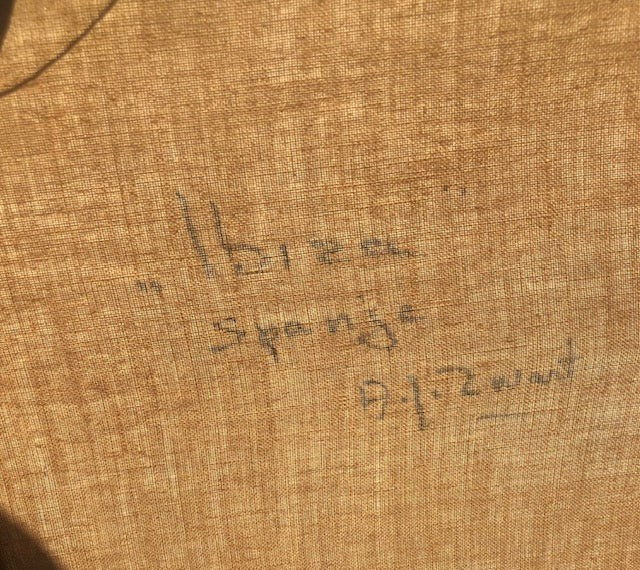 „Ibiza"
Spanje
A.J. Zwart